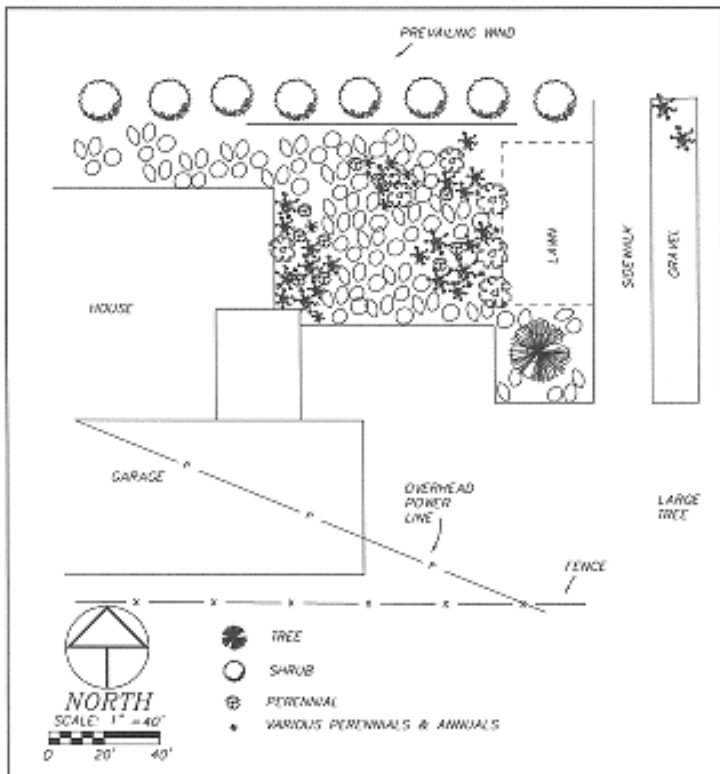 PREVAILING WIND
LAWN
SIDEWALK
GRAVEL
HOUSE
GARAGE
OVERHEAD
POWER
LINE
LARGE
TREE
FENCE
TREE
SHRUB
PERENNIAL
VARIOUS PERENNIALS & ANNUALS
NORTH
SCALE: 1" =40'
0 20' 40'